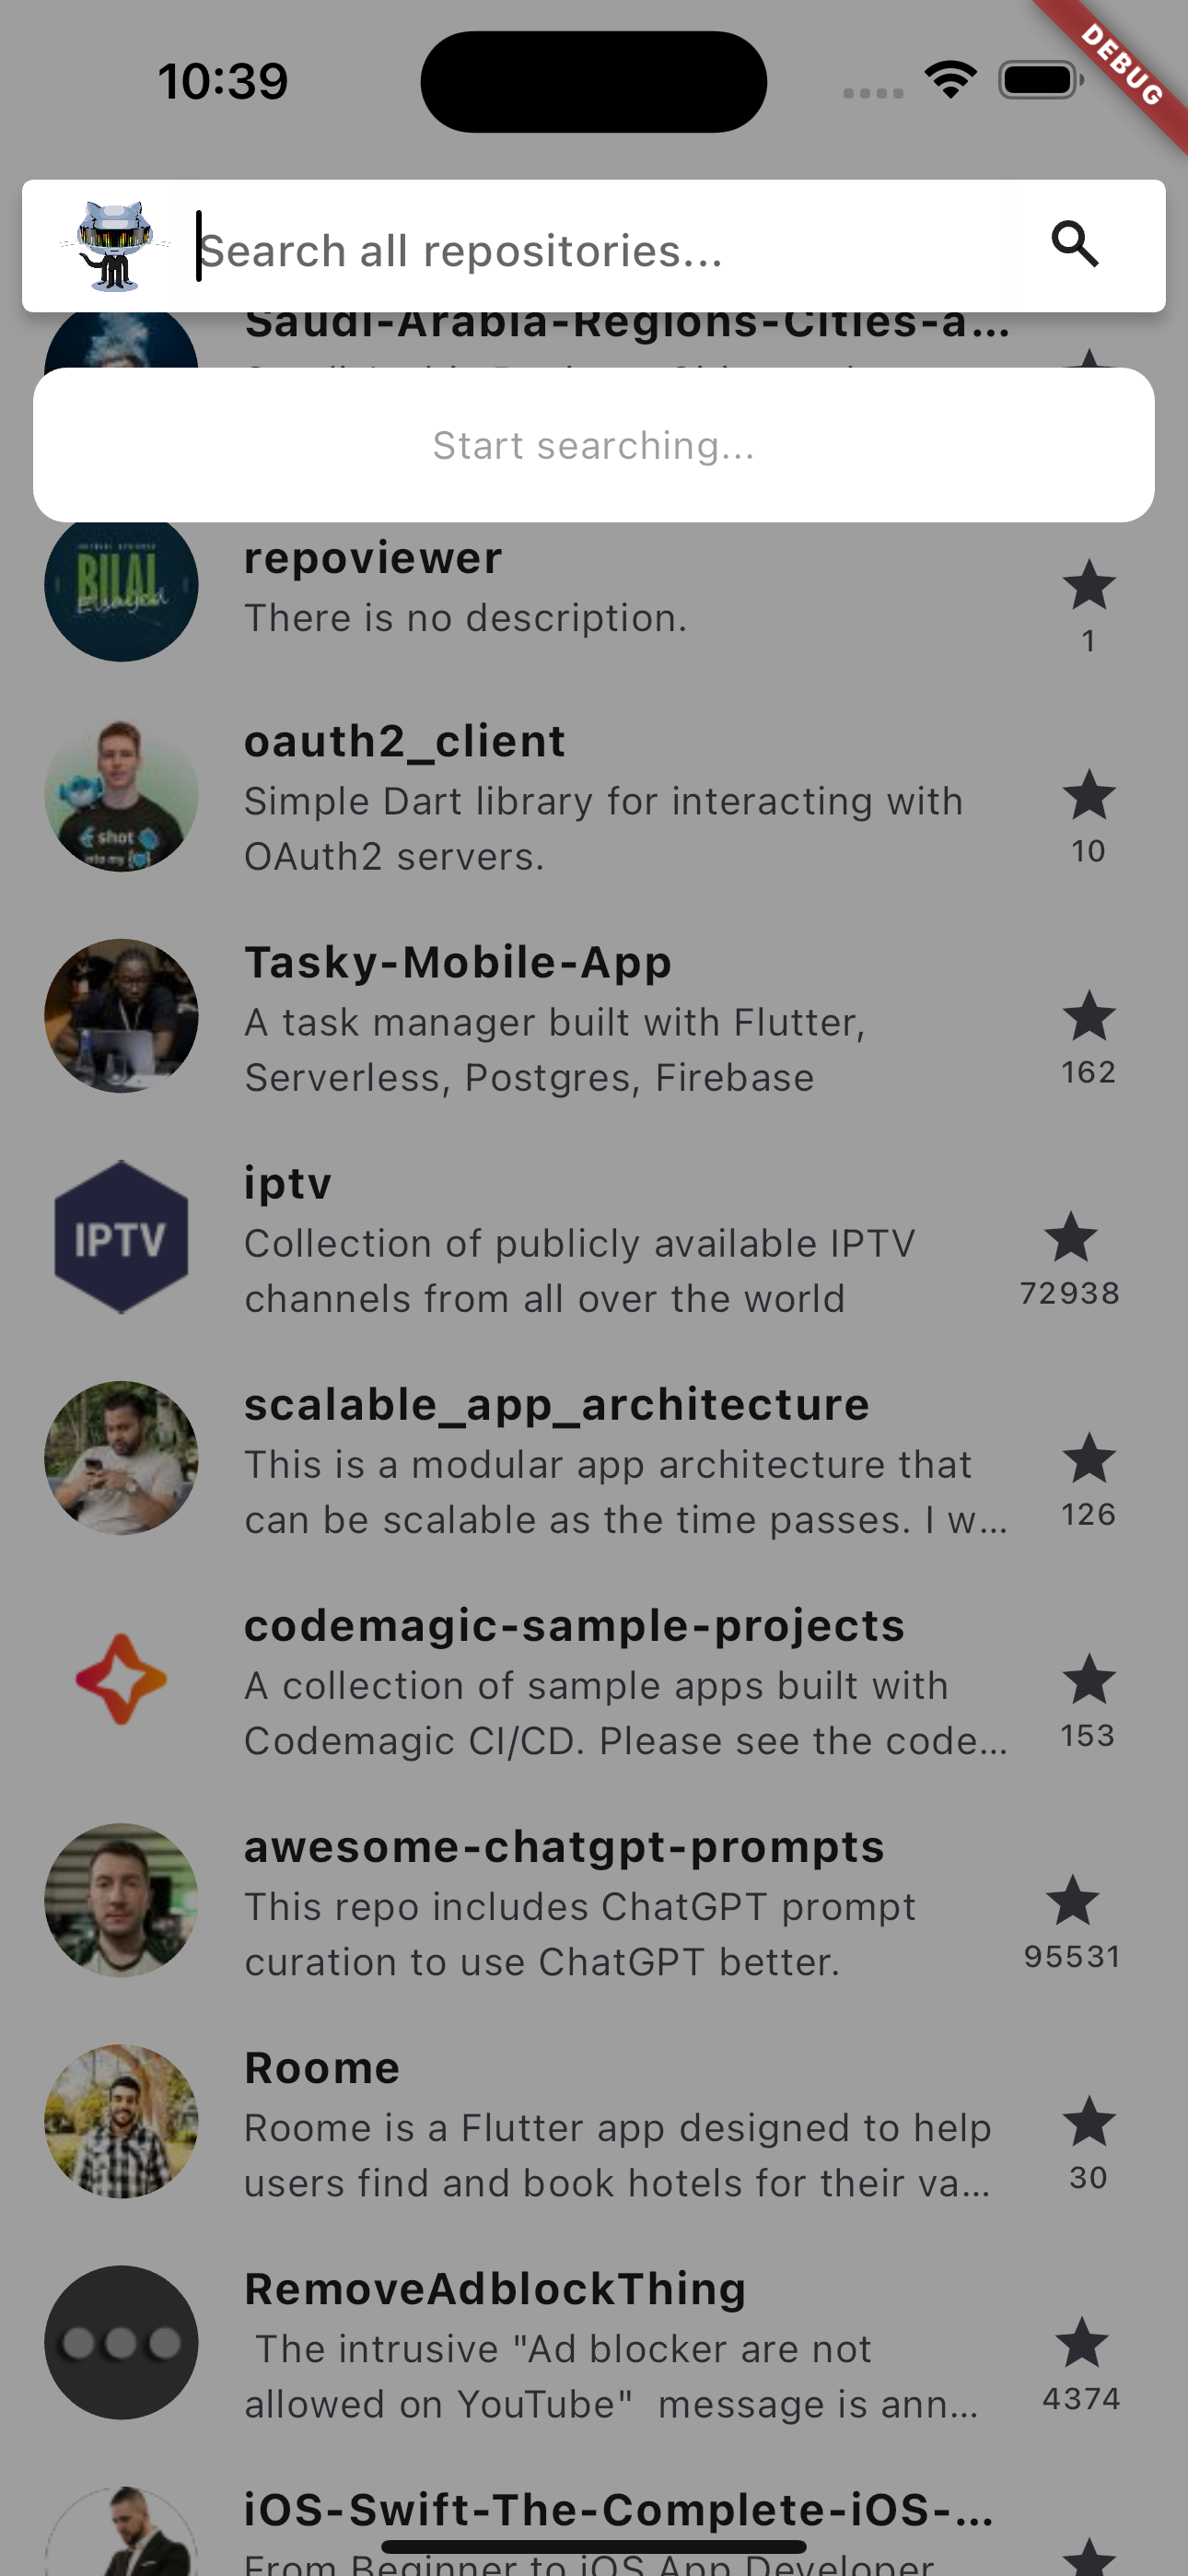 10:39
DEBUG
Search all repositories...
Saudi-Arabia-Regions-Cities-a...
Start searching...
BILAL
Elsayed
repoviewer
There is no description.
1
oauth2_client
Simple Dart library for interacting with
OAuth2 servers.
10
shot
into my
Tasky-Mobile-App
A task manager built with Flutter,
Serverless, Postgres, Firebase
162
IPTV
iptv
Collection of publicly available IPTV
channels from all over the world
72938
scalable_app_architecture
This is a modular app architecture that
can be scalable as the time passes. I w...
126
codemagic-sample-projects
A collection of sample apps built with
Codemagic CI/CD. Please see the code...
153
awesome-chatgpt-prompts
This repo includes ChatGPT prompt
curation to use ChatGPT better.
95531
Roome
Roome is a Flutter app designed to help
users find and book hotels for their va...
30
RemoveAdblockThing
The intrusive "Ad blocker are not
allowed on YouTube"  message is ann...
4374
iOS-Swift-The-Complete-iOS-...
From Beginner to iOS App Developer